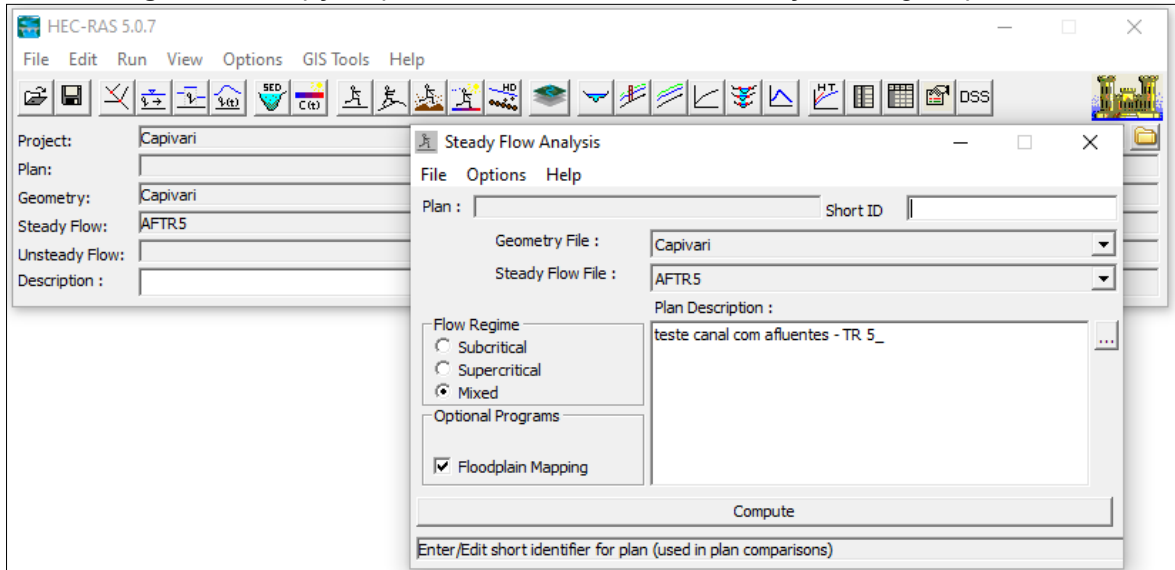 HEC-RAS 5.0.7
File Edit Run View Options GIS Tools Help
SED C(t) HD HT DSS
Project: Capivari
Plan:
Geometry: Capivari
Steady Flow: AFTR5
Unsteady Flow:
Description :
Steady Flow Analysis
File Options Help
Plan : Short ID
Geometry File : Capivari
Steady Flow File : AFTR5
Plan Description :
teste canal com afluentes - TR 5_
...
Flow Regime
Subcritical
Supercritical
Mixed
Optional Programs
Floodplain Mapping
Compute
Enter/Edit short identifier for plan (used in plan comparisons)